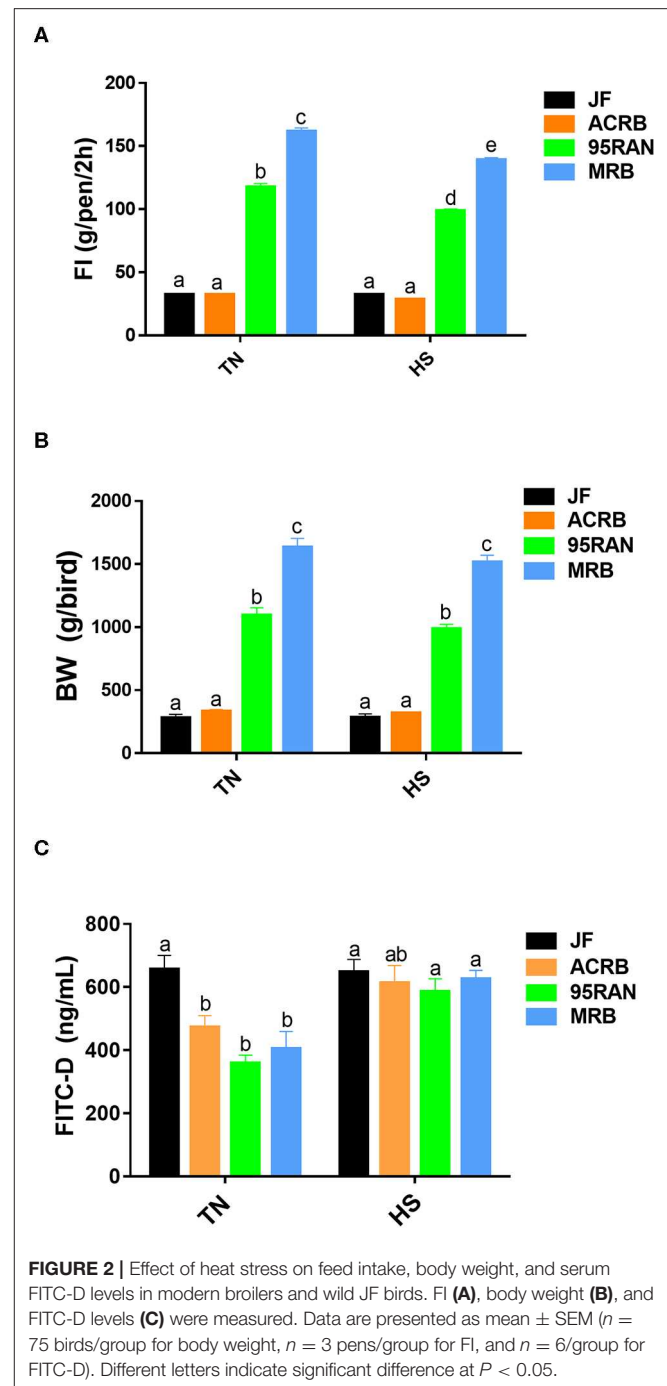 A
FI (g/pen/2h)
200
150
100
50
0
a a b c
a a d e
TN HS
JF
ACRB
95RAN
MRB
B
BW (g/bird)
2000
1500
1000
500
0
a a b c
a a b c
TN HS
JF
ACRB
95RAN
MRB
C
FITC-D (ng/mL)
800
600
400
200
0
a b b b
a ab a a
TN HS
JF
ACRB
95RAN
MRB
FIGURE 2 | Effect of heat stress on feed intake, body weight, and serum
FITC-D levels in modern broilers and wild JF birds. FI (A), body weight (B), and
FITC-D levels (C) were measured. Data are presented as mean ± SEM (n =
75 birds/group for body weight, n = 3 pens/group for FI, and n = 6/group for
FITC-D). Different letters indicate significant difference at P < 0.05.